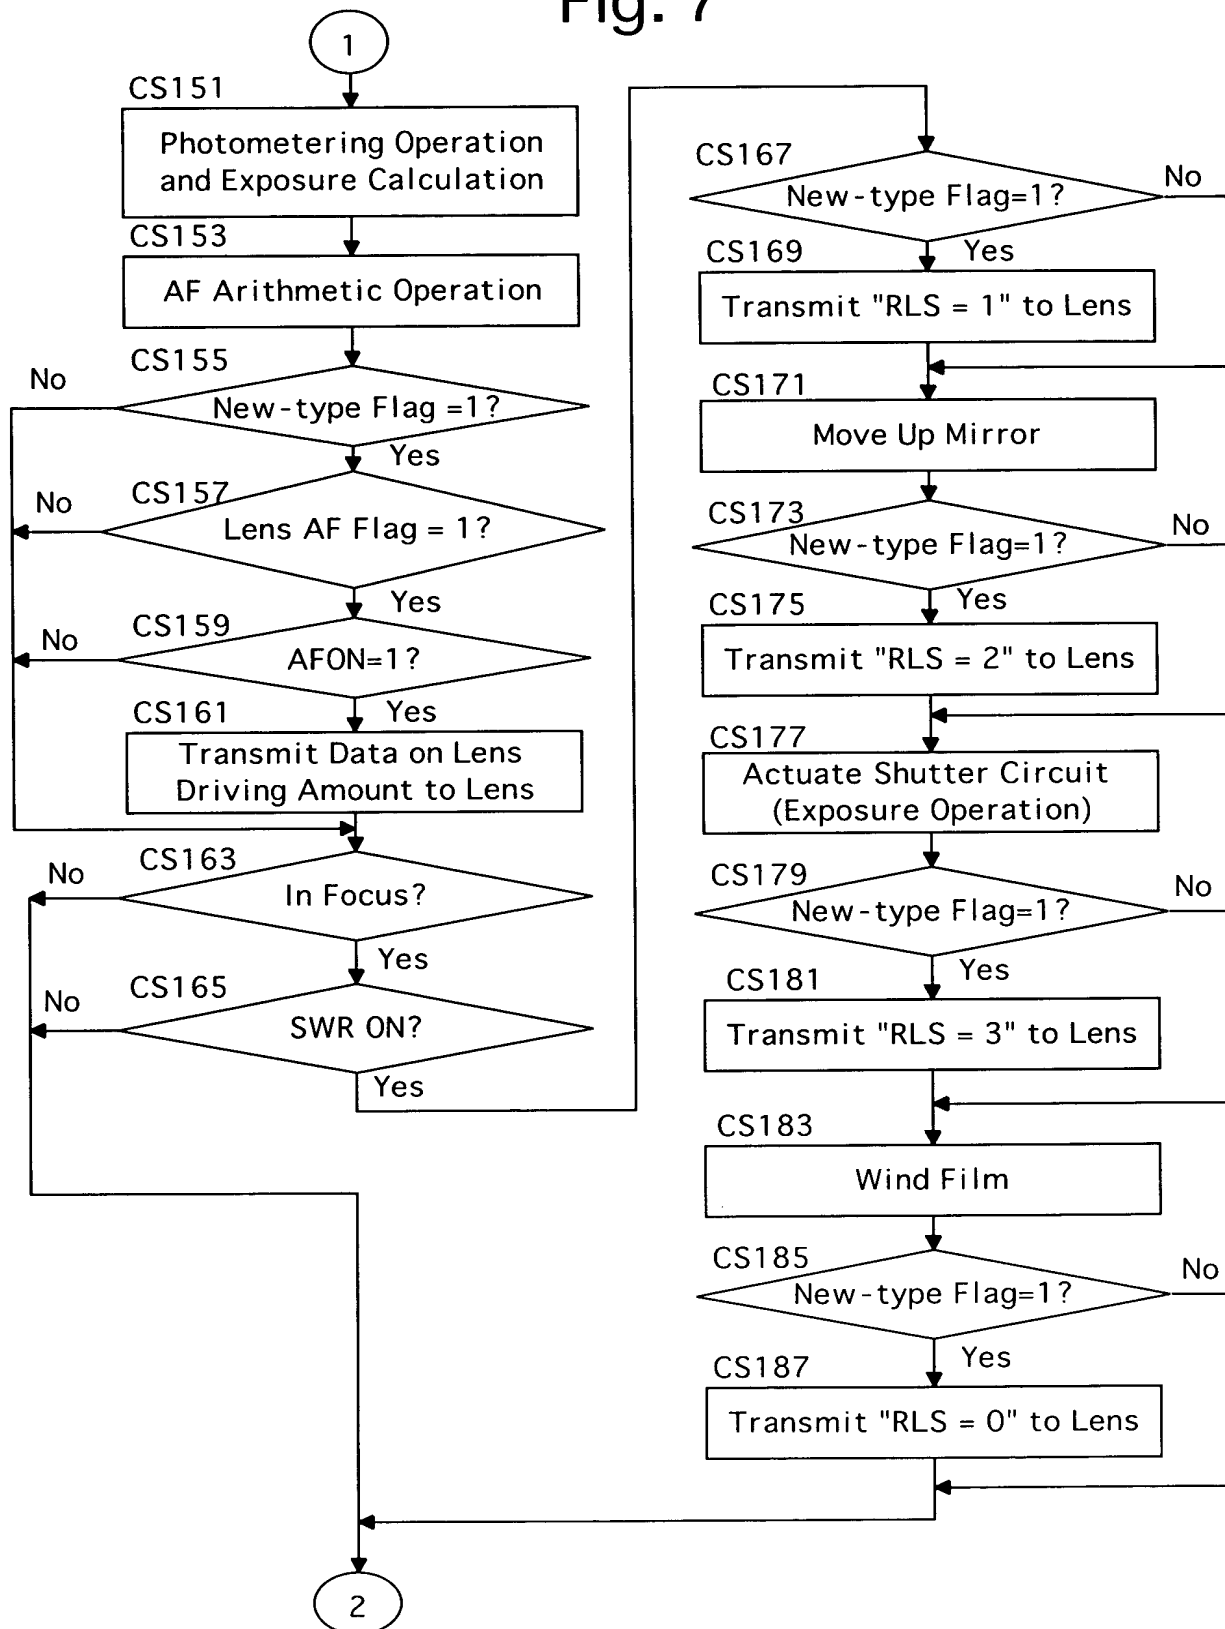 Fig. 7
1
CS151
Photometering Operation
and Exposure Calculation
CS153
AF Arithmetic Operation
CS155
No
New-type Flag =1?
Yes
CS157
No
Lens AF Flag = 1?
Yes
CS159
No
AFON=1?
Yes
CS161
Transmit Data on Lens
Driving Amount to Lens
CS163
No
In Focus?
Yes
CS165
No
SWR ON?
Yes
CS167
No
New-type Flag=1?
Yes
CS169
Transmit "RLS = 1" to Lens
CS171
Move Up Mirror
CS173
No
New-type Flag=1?
Yes
CS175
Transmit "RLS = 2" to Lens
CS177
Actuate Shutter Circuit
(Exposure Operation)
CS179
No
New-type Flag=1?
Yes
CS181
Transmit "RLS = 3" to Lens
CS183
Wind Film
CS185
No
New-type Flag=1?
Yes
CS187
Transmit "RLS = 0" to Lens
2